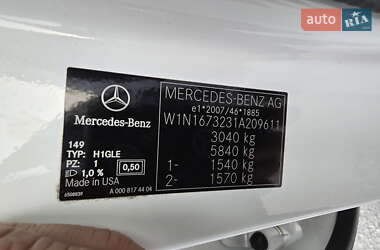 auto RIA
MERCEDES-BENZ AG
e1*2007/46*1885
W1N1673231A209611
3040 kg
5840 kg
1- 1540 kg
2- 1570 kg
Mercedes-Benz
149
TYP: H1GLE
PZ: 1
1,0 % 0,50
Made in USA
A 000 817 44 04